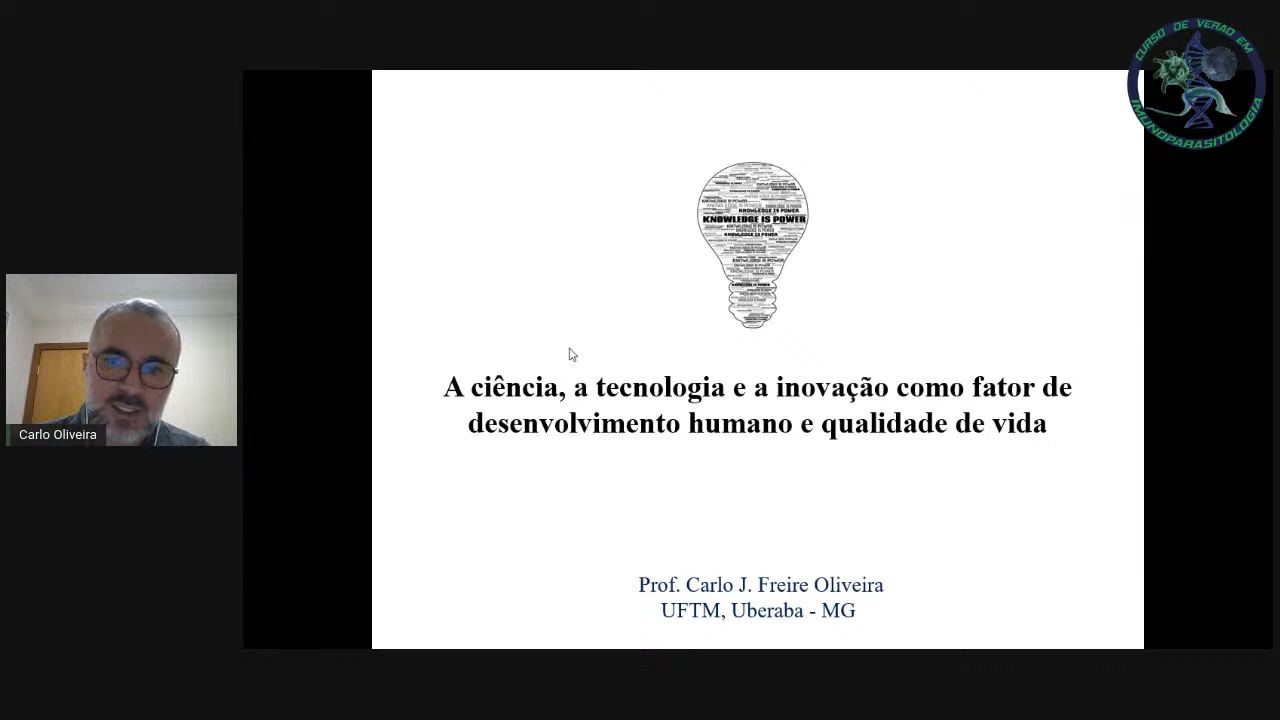 CURSO DE VERÃO EM
IMUNOPARASITOLOGIA
KNOWLEDGE IS POWER
A ciência, a tecnologia e a inovação como fator de
desenvolvimento humano e qualidade de vida
Carlo Oliveira
Prof. Carlo J. Freire Oliveira
UFTM, Uberaba - MG